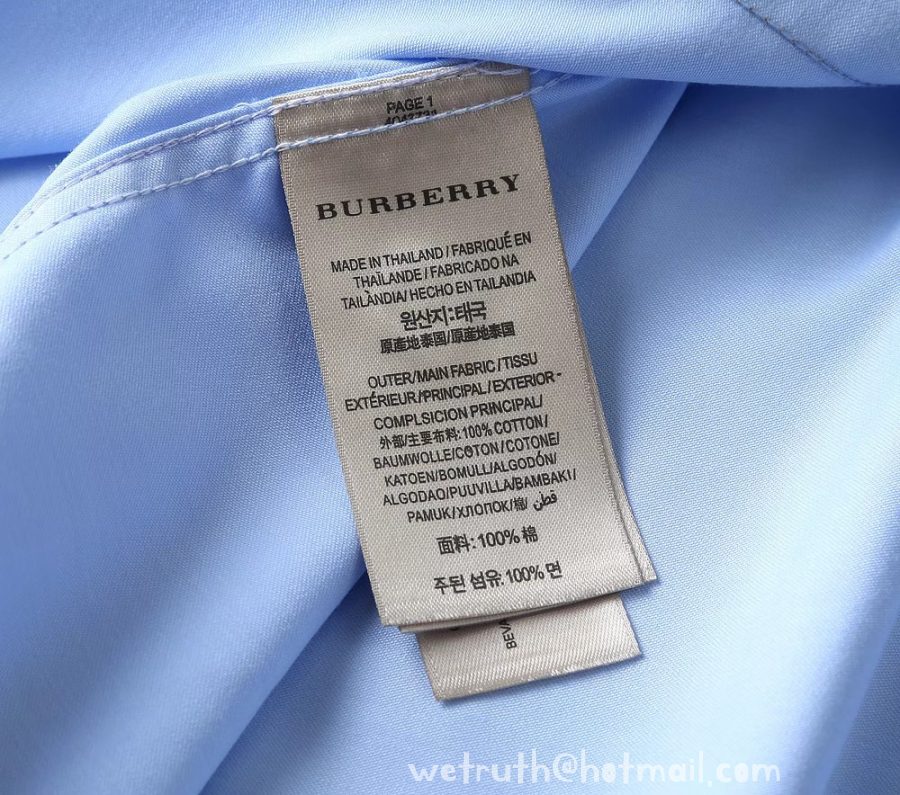 PAGE 1
BURBERRY
MADE IN THAILAND / FABRIQUÉ EN
THAÏLANDE / FABRICADO NA
TAILÀNDIA/ HECHO EN TAILANDIA
원산지:태국
原產地泰国/原産地泰国
OUTER/MAIN FABRIC/TISSU
EXTÉRIEUR/PRINCIPAL/EXTERIOR-
COMPLSICION PRINCIPAL/
外部/主要布料:100% COTTON/
BAUMWOLLE/COTON/COTONE/
KATOEN/BOMULL/ALGODÓN/
ALGODAO/PUUVILLA/BAMBAKI/
PAMUK/ХЛОПОК/棉/ قطن
面料:100% 棉
주된 섬유.100% 면
BEVA
wetruth@hotmail.com